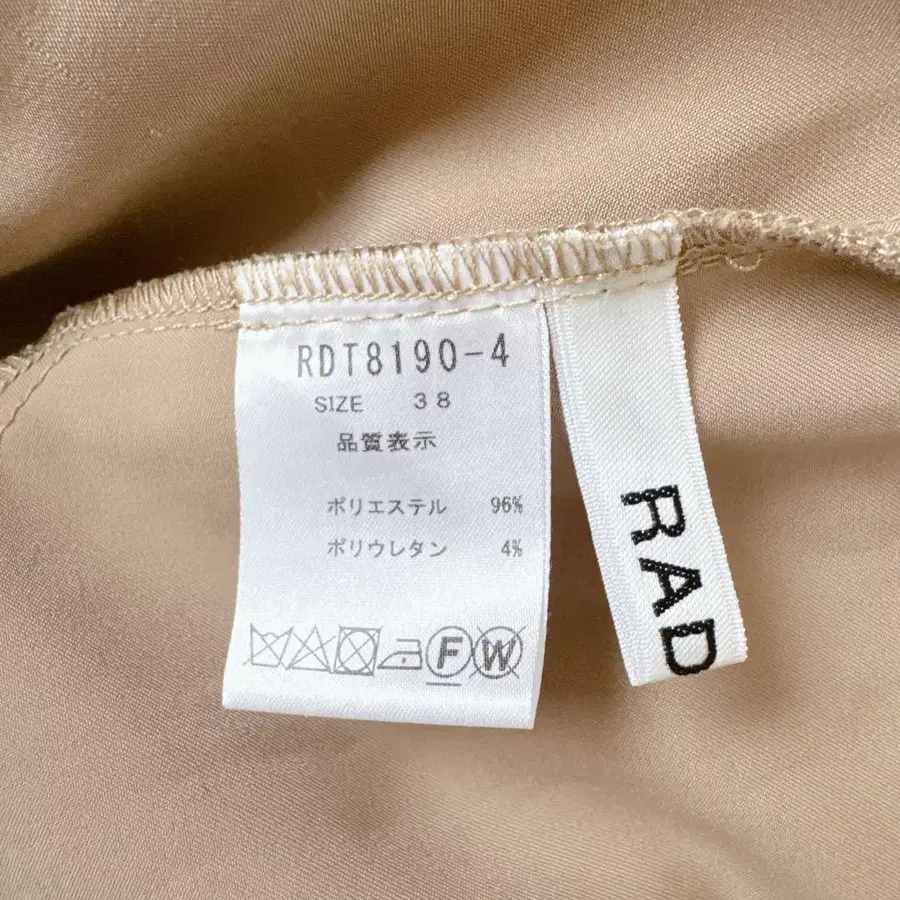 RDT8190-4
SIZE 38
品質表示
ポリエステル 96%
ポリウレタン 4%
F W
RAD